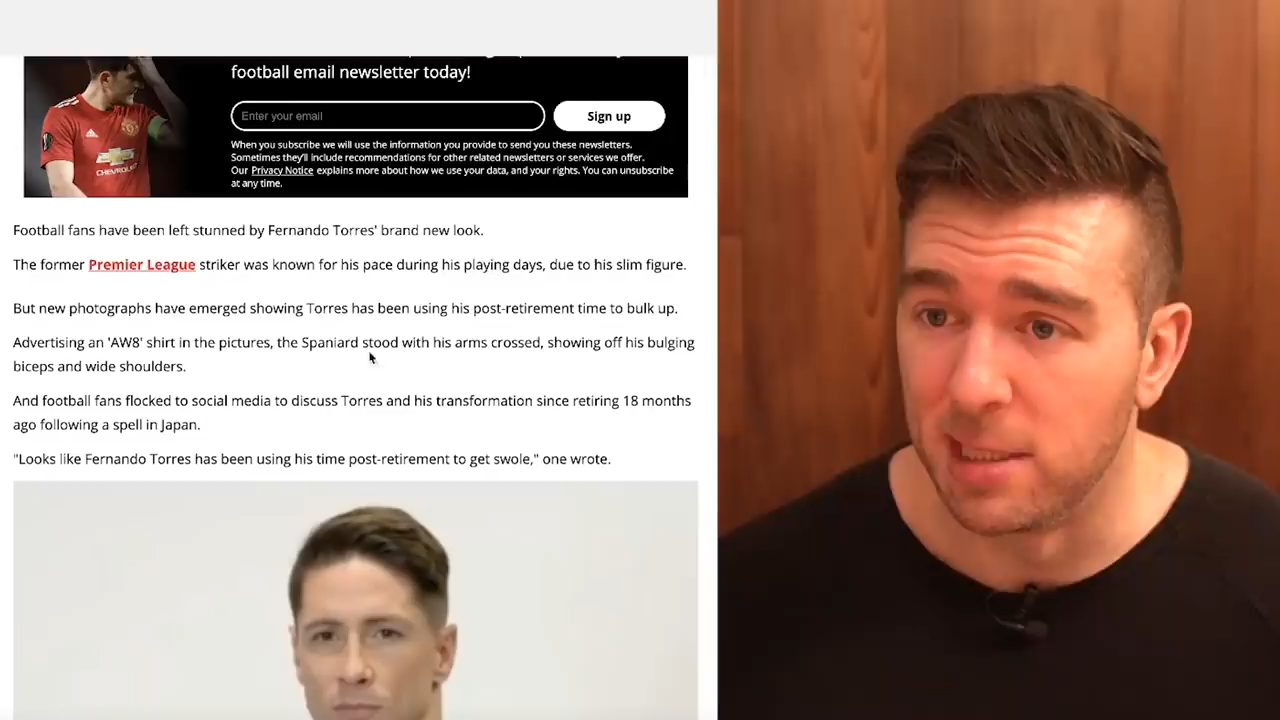 football email newsletter today!
Enter your email
Sign up
When you subscribe we will use the information you provide to send you these newsletters.
Sometimes they'll include recommendations for other related newsletters or services we offer.
Our Privacy Notice explains more about how we use your data, and your rights. You can unsubscribe
at any time.
CHEVROLET
Football fans have been left stunned by Fernando Torres' brand new look.
The former Premier League striker was known for his pace during his playing days, due to his slim figure.
But new photographs have emerged showing Torres has been using his post-retirement time to bulk up.
Advertising an 'AW8' shirt in the pictures, the Spaniard stood with his arms crossed, showing off his bulging
biceps and wide shoulders.
And football fans flocked to social media to discuss Torres and his transformation since retiring 18 months
ago following a spell in Japan.
"Looks like Fernando Torres has been using his time post-retirement to get swole," one wrote.